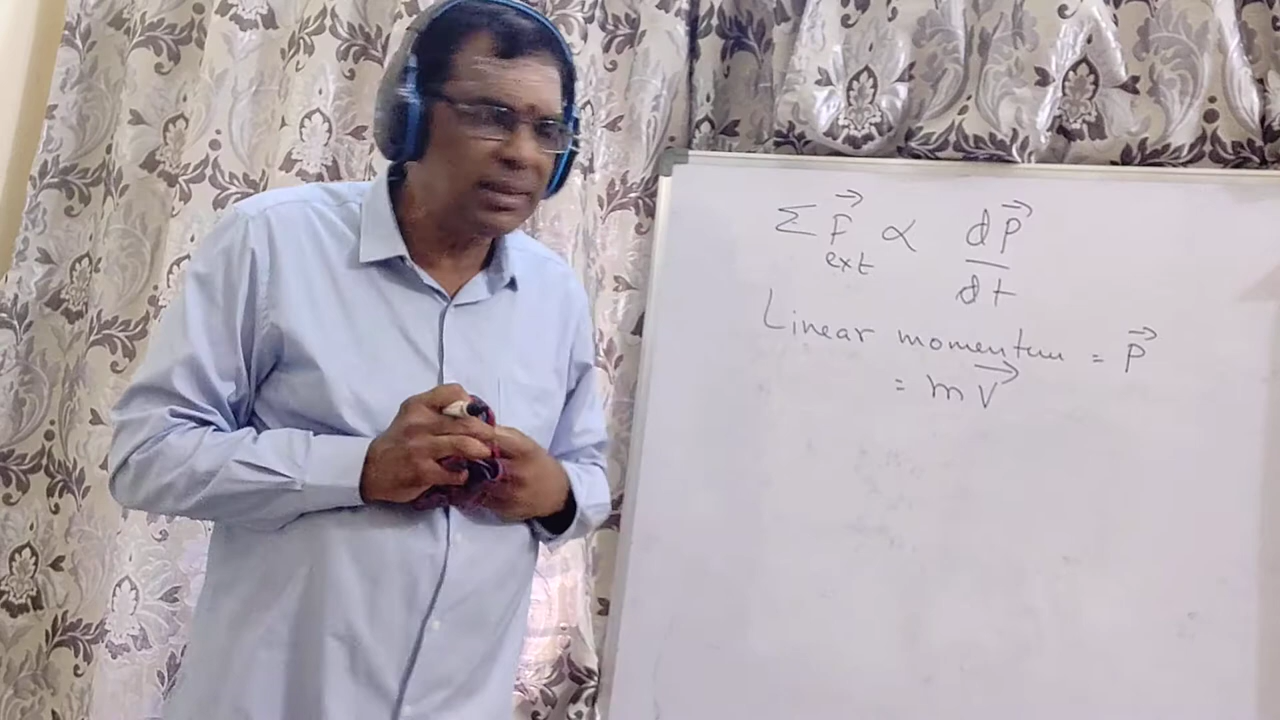 Σ F⃗ ext ∝ dP⃗/dt
Linear momentum = P⃗
= mv⃗